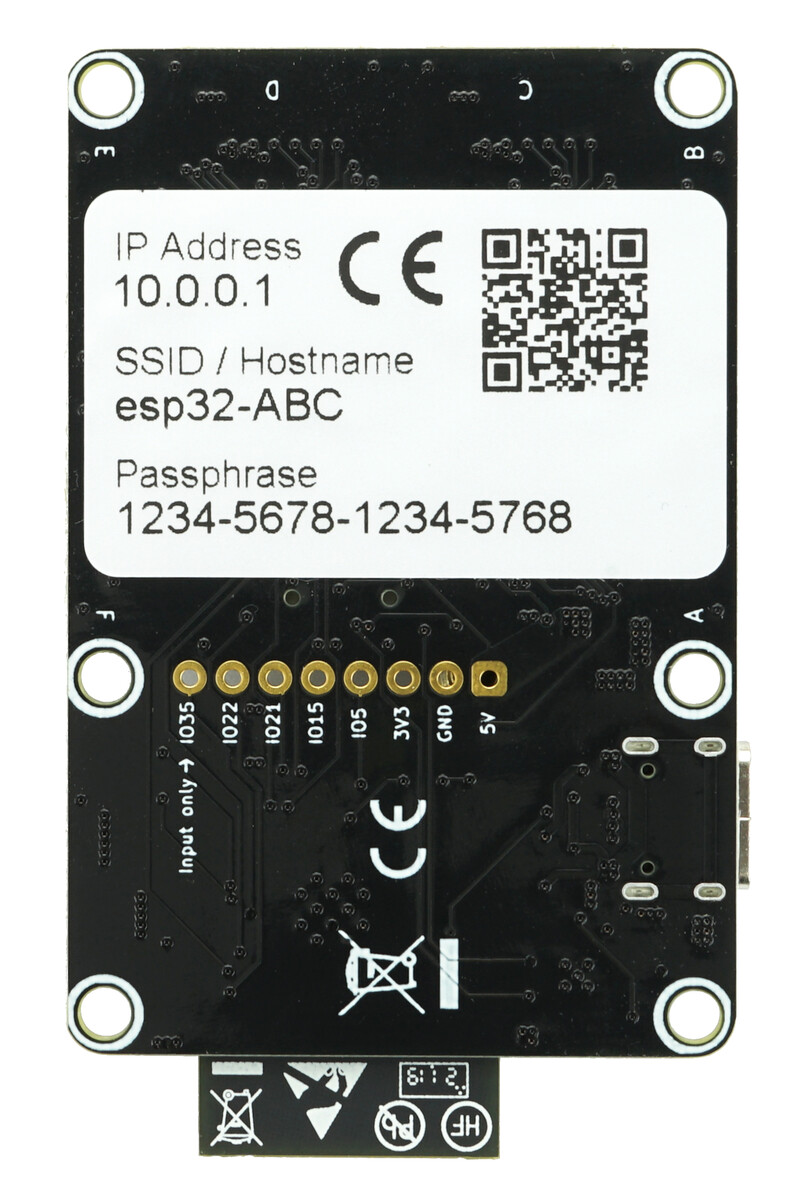 D
C
E
B
IP Address
10.0.0.1
CE
SSID / Hostname
esp32-ABC
Passphrase
1234-5678-1234-5768
F
A
IO35
IO22
IO21
IO15
IO5
3V3
GND
5V
Input only→
CE
Pb
HF